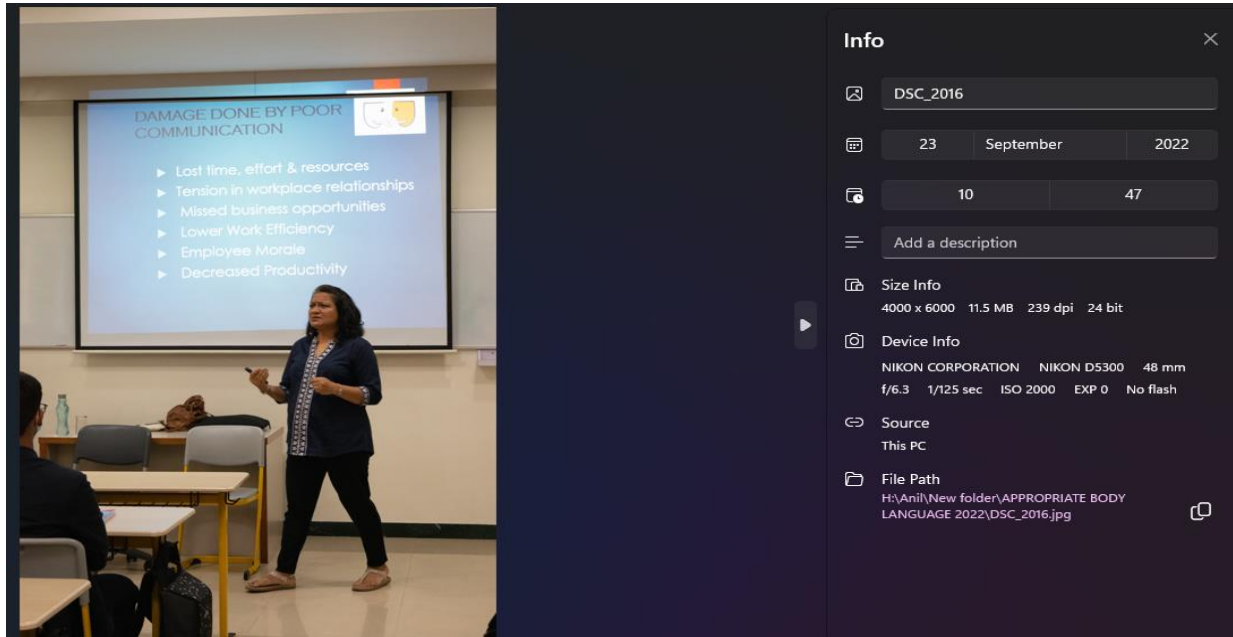 DAMAGE DONE BY POOR
COMMUNICATION
► Lost time, effort & resources
► Tension in workplace relationships
► Missed business opportunities
► Lower Work Efficiency
► Employee Morale
► Decreased Productivity
Info
DSC_2016
23 September 2022
10 47
Add a description
Size Info
4000 x 6000 11.5 MB 239 dpi 24 bit
Device Info
NIKON CORPORATION NIKON D5300 48 mm
f/6.3 1/125 sec ISO 2000 EXP 0 No flash
Source
This PC
File Path
H:\Anil\New folder\APPROPRIATE BODY
LANGUAGE 2022\DSC_2016.jpg